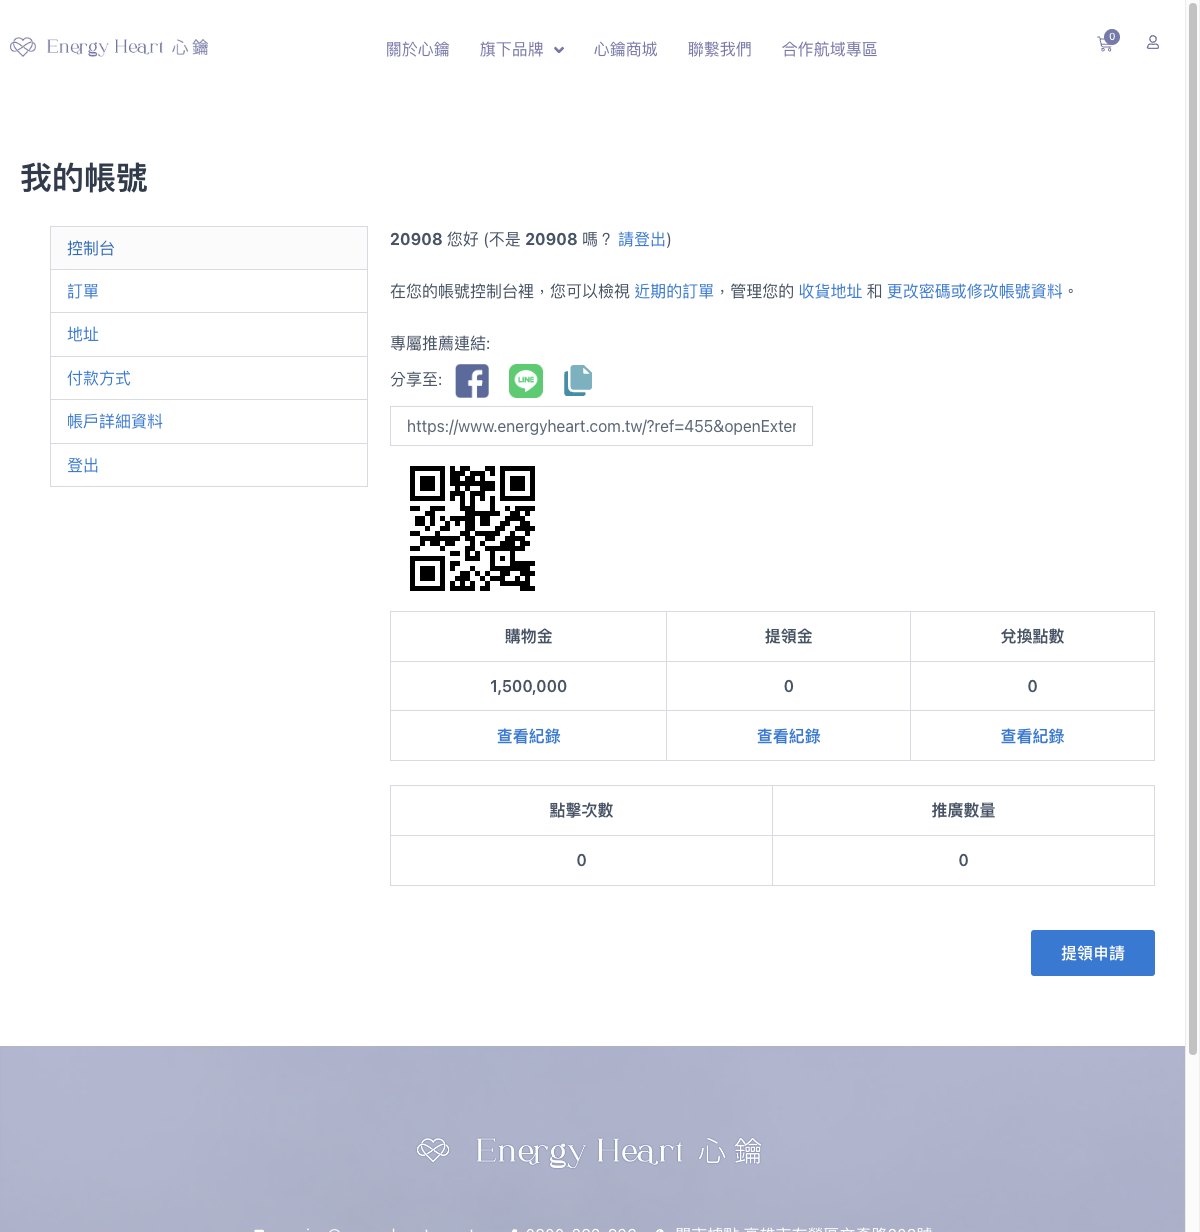 Energy Heart 心鑰
關於心鑰 旗下品牌 心鑰商城 聯繫我們 合作航域專區
0
我的帳號
控制台
訂單
地址
付款方式
帳戶詳細資料
登出
20908 您好 (不是 20908 嗎？ 請登出)
在您的帳號控制台裡，您可以檢視 近期的訂單，管理您的 收貨地址 和 更改密碼或修改帳號資料。
專屬推薦連結:
分享至:
LINE
https://www.energyheart.com.tw/?ref=455&openExter
購物金 提領金 兌換點數
1,500,000 0 0
查看紀錄 查看紀錄 查看紀錄
點擊次數 推廣數量
0 0
提領申請
Energy Heart 心鑰